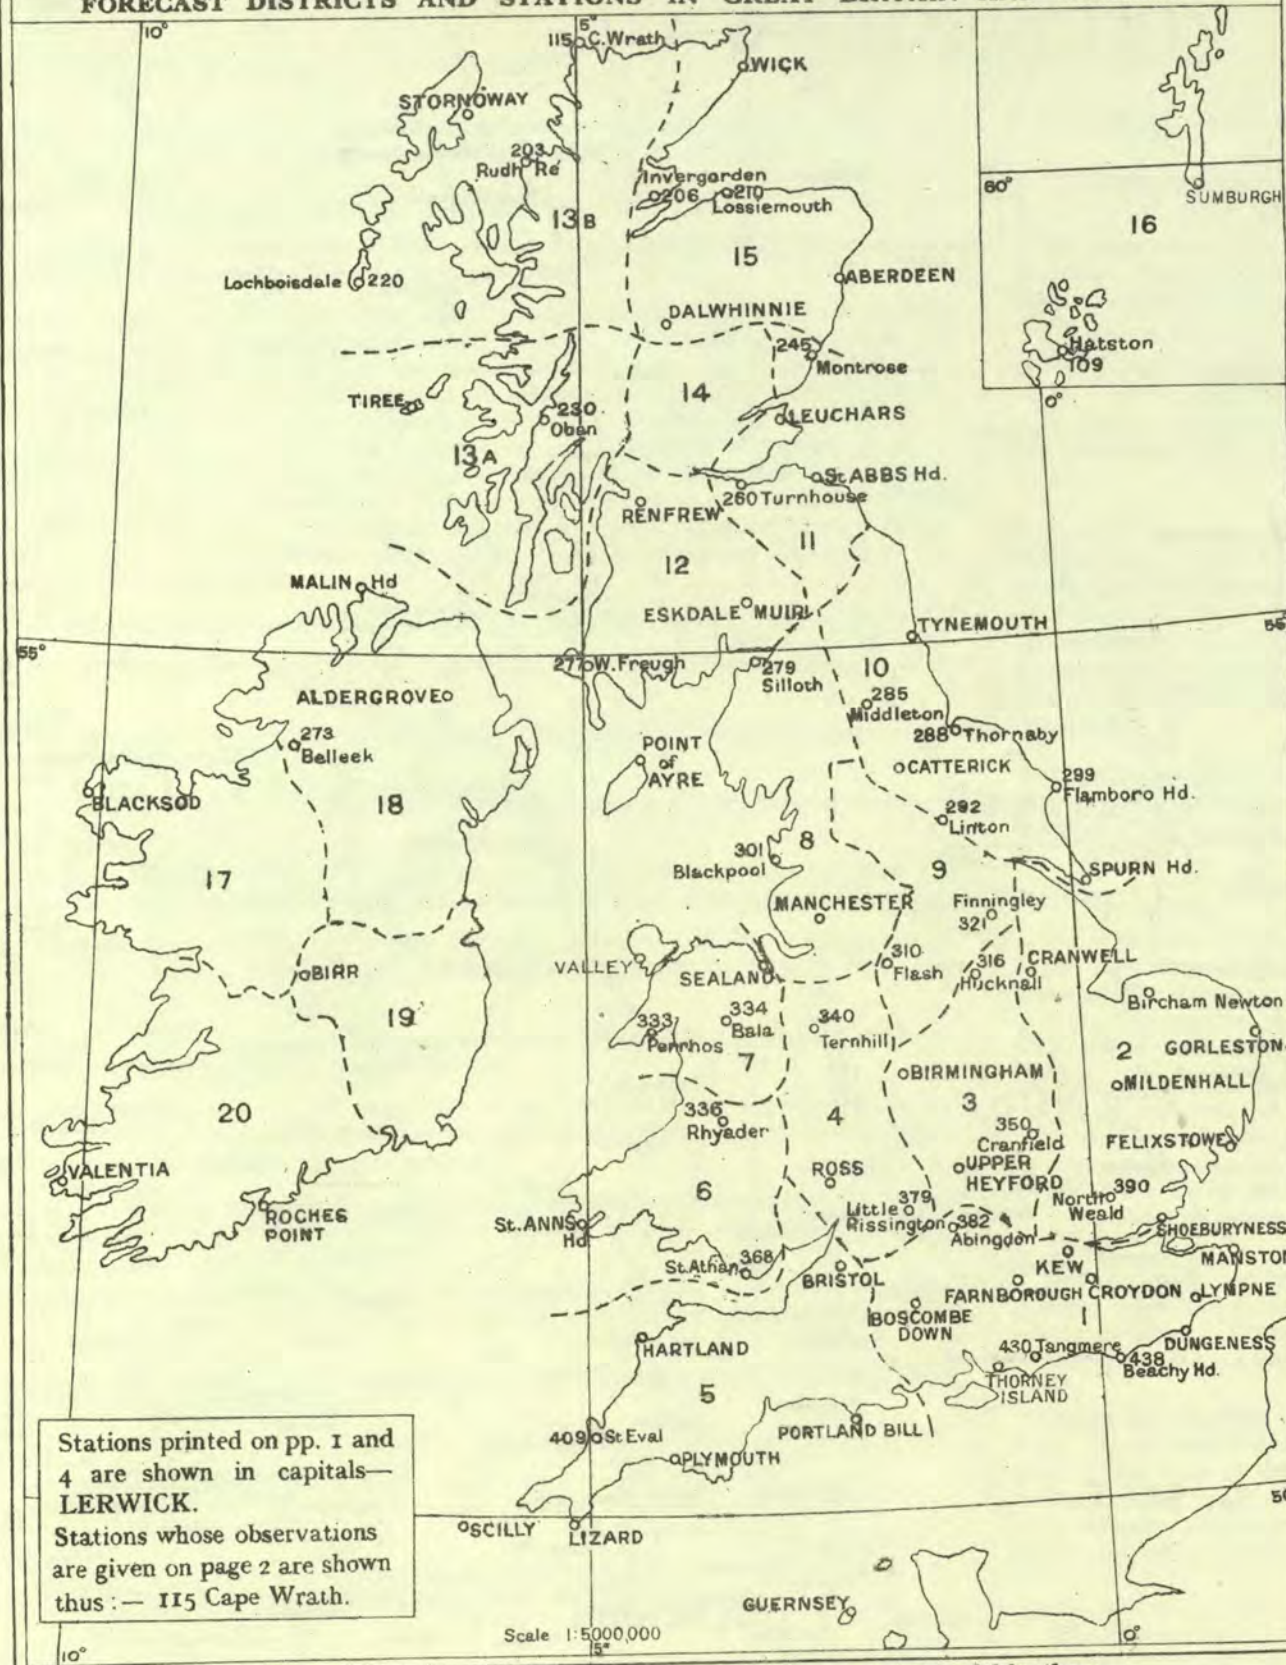 FORECAST DISTRICTS AND STATIONS IN GREAT
10°
5°
115 C. Wrath
WICK
STORNOWAY
203
Rudh Re
Invergarden
206
210
Lossiemouth
60°
SUMBURGH
13B
16
15
Lochboisdale 220
ABERDEEN
DALWHINNIE
245
Montrose
Hatston
109
0°
TIREE
230
Oban
14
LEUCHARS
13A
St ABBS Hd.
260 Turnhouse
RENFREW
11
12
MALIN Hd
ESKDALE MUIR
TYNEMOUTH
55°
55°
277 W. Freugh
279
Silloth
10
ALDERGROVE
285
Middleton
288 Thornaby
273
Belleek
POINT
of
AYRE
CATTERICK
299
Flamboro Hd.
BLACKSOD
18
292
Linton
301
Blackpool
8
17
9
SPURN Hd.
MANCHESTER
Finningley
321
VALLEY
SEALAND
310
Flash
316
Hucknall
CRANWELL
BIRR
Bircham Newton
19
333
Penrhos
334
Bala
340
Ternhill
2
GORLESTON
7
BIRMINGHAM
MILDENHALL
20
336
Rhyader
4
3
350
Cranfield
FELIXSTOWE
VALENTIA
ROSS
UPPER
HEYFORD
6
379
Little
Rissington
North 390
Weald
ROCHES
POINT
St. ANNS
Hd
382
Abingdon
SHOEBURYNESS
St. Athan 368
BRISTOL
KEW
MANSTON
FARNBOROUGH CROYDON
LYMPNE
BOSCOMBE
DOWN
1
HARTLAND
430 Tangmere
DUNGENESS
438
Beachy Hd.
THORNEY
ISLAND
5
PORTLAND BILL
409 St Eval
PLYMOUTH
Stations printed on pp. 1 and
4 are shown in capitals—
LERWICK.
Stations whose observations
are given on page 2 are shown
thus :— 115 Cape Wrath.
50
SCILLY
LIZARD
GUERNSEY
Scale 1:5000,000
10°
5°
0°